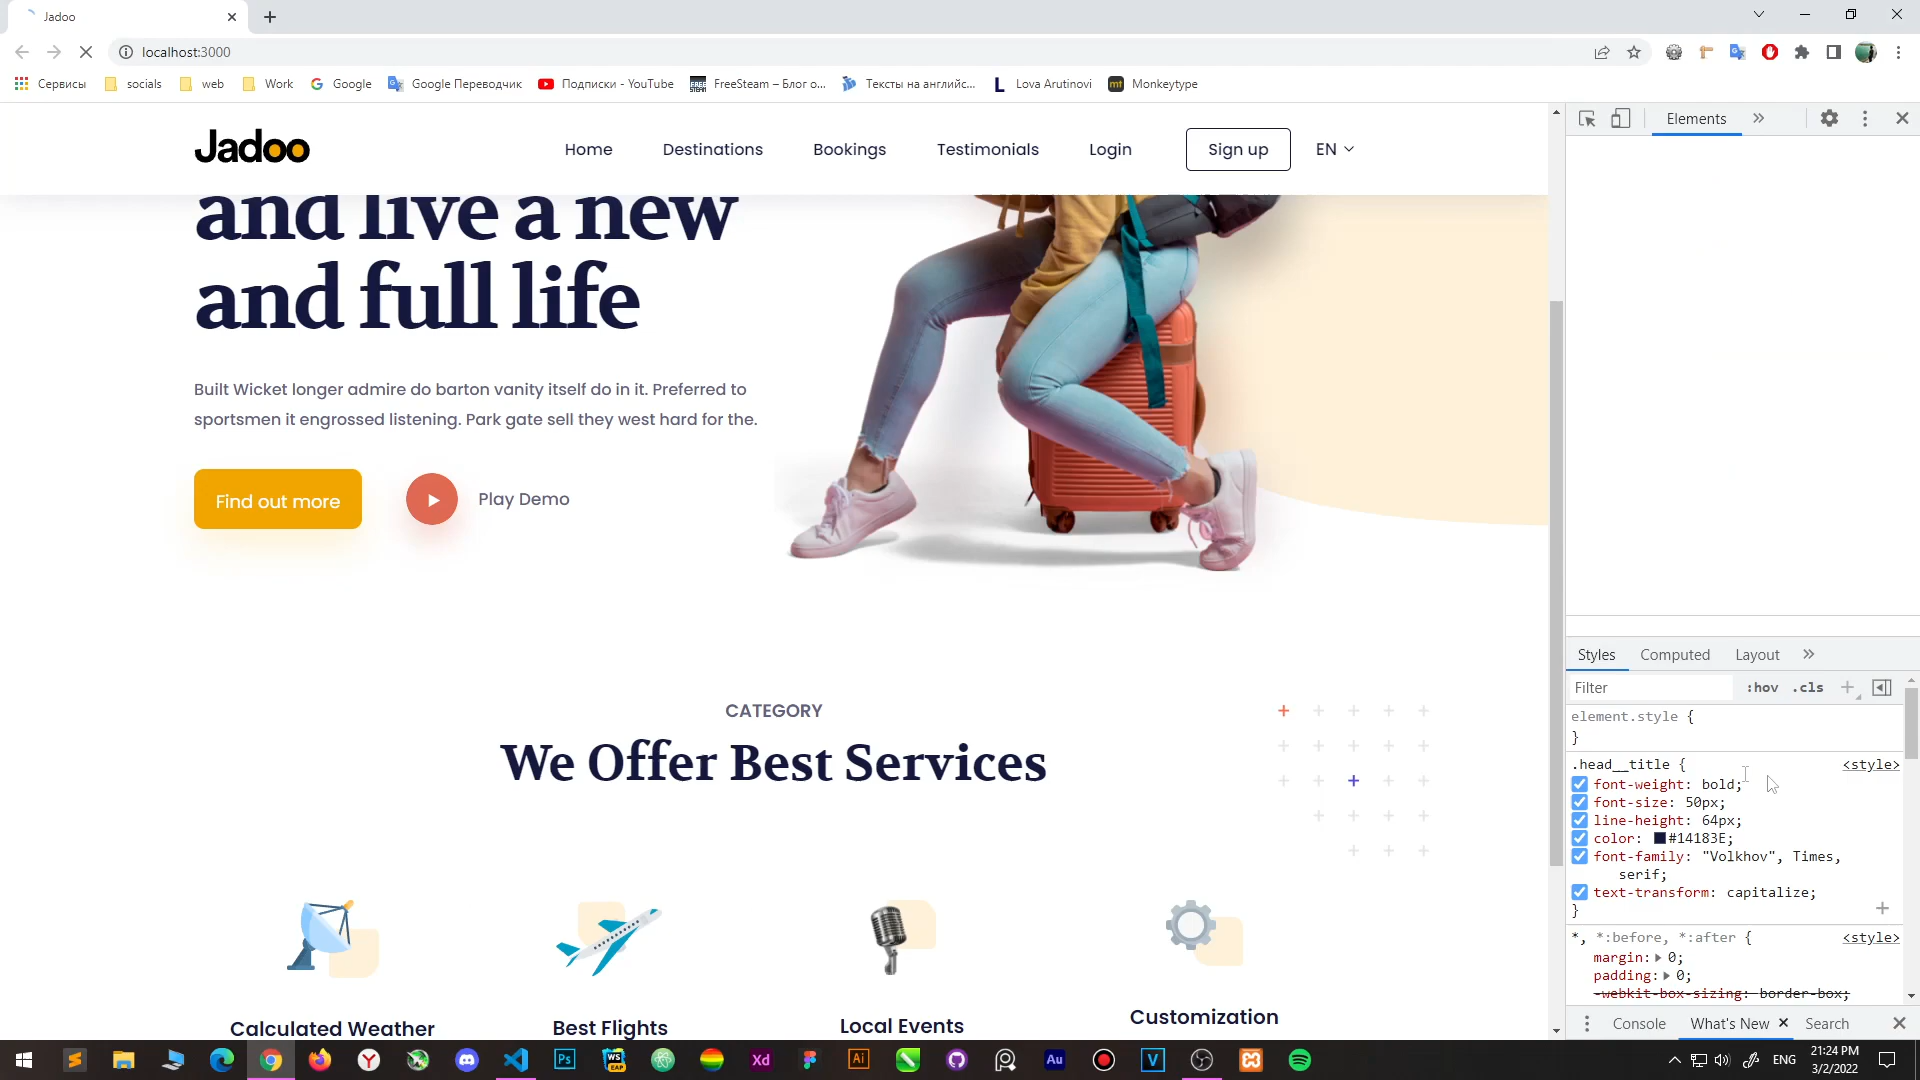 Jadoo
localhost:3000
Сервисы
socials
web
Work
Google
Google Переводчик
Подписки - YouTube
FreeSteam – Блог о...
Тексты на английс...
Lova Arutinovi
Monkeytype
Jadoo
Home
Destinations
Bookings
Testimonials
Login
Sign up
EN
and live a new
and full life
Built Wicket longer admire do barton vanity itself do in it. Preferred to
sportsmen it engrossed listening. Park gate sell they west hard for the.
Find out more
Play Demo
CATEGORY
We Offer Best Services
Calculated Weather
Best Flights
Local Events
Customization
Elements
Styles
Computed
Layout
Filter
:hov
.cls
element.style {
}
.head__title {
<style>
font-weight: bold;
font-size: 50px;
line-height: 64px;
color: #14183E;
font-family: "Volkhov", Times,
serif;
text-transform: capitalize;
}
*, *:before, *:after {
<style>
margin: 0;
padding: 0;
-webkit-box-sizing: border-box;
Console
What's New
Search
ENG
21:24 PM
3/2/2022